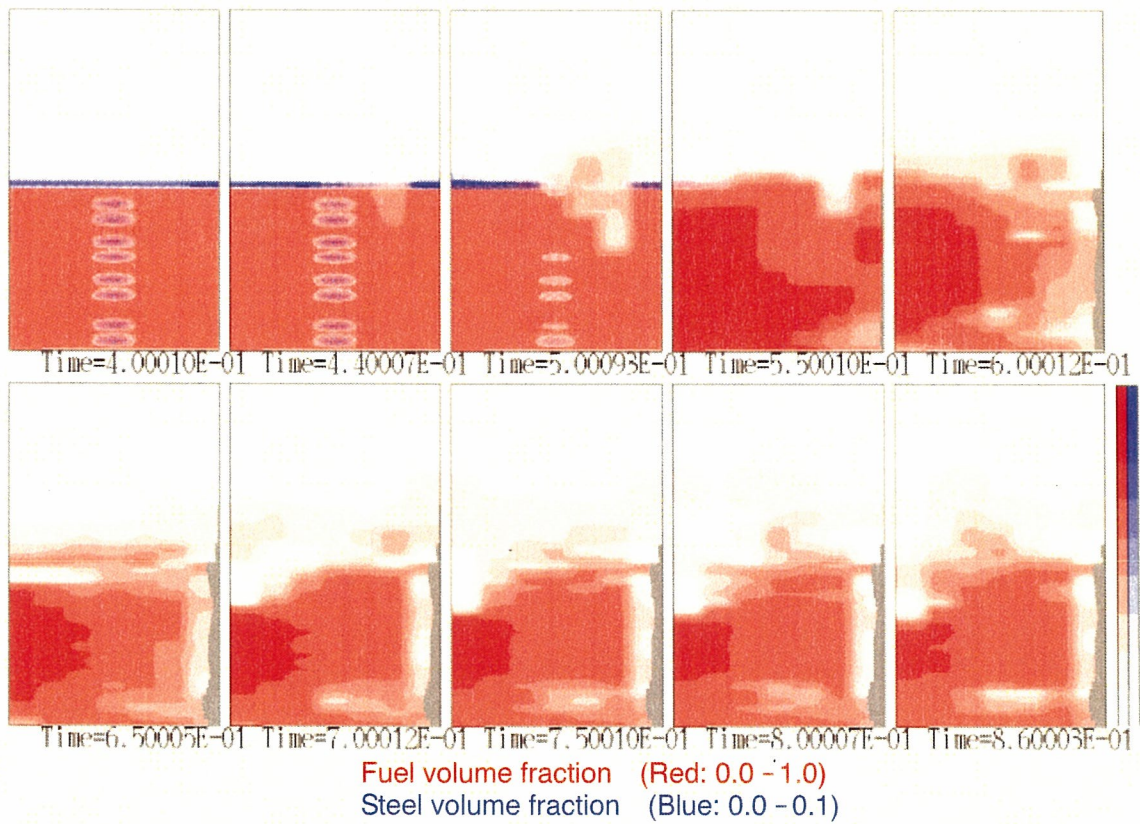 Time=4.00010E-01 Time=4.40007E-01 Time=5.00093E-01 Time=5.50010E-01 Time=6.00012E-01
Time=6.50005E-01 Time=7.00012E-01 Time=7.50010E-01 Time=8.00007E-01 Time=8.60003E-01
Fuel volume fraction (Red: 0.0 - 1.0)
Steel volume fraction (Blue: 0.0 - 0.1)